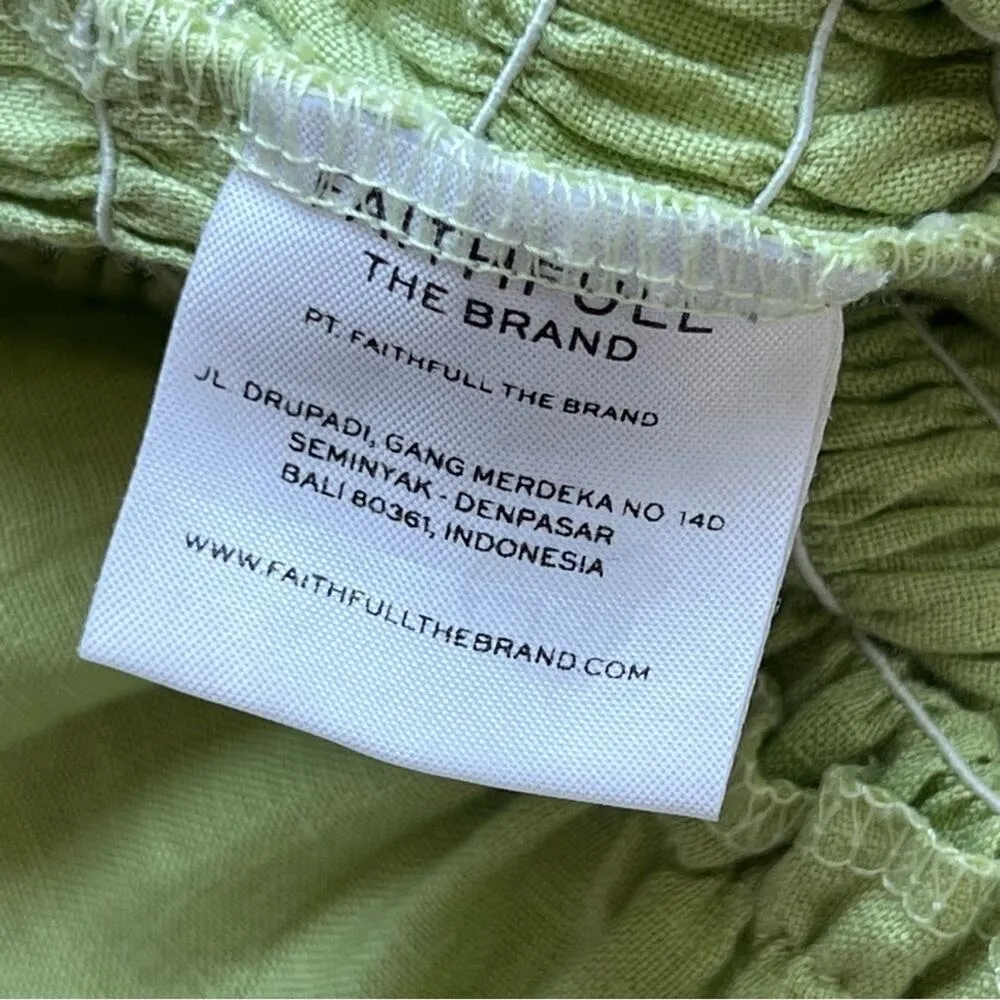 FAITHFULL
THE BRAND
PT. FAITHFULL THE BRAND
JL DRUPADI, GANG MERDEKA NO 14D
SEMINYAK - DENPASAR
BALI 80361, INDONESIA
WWW.FAITHFULLTHEBRAND.COM